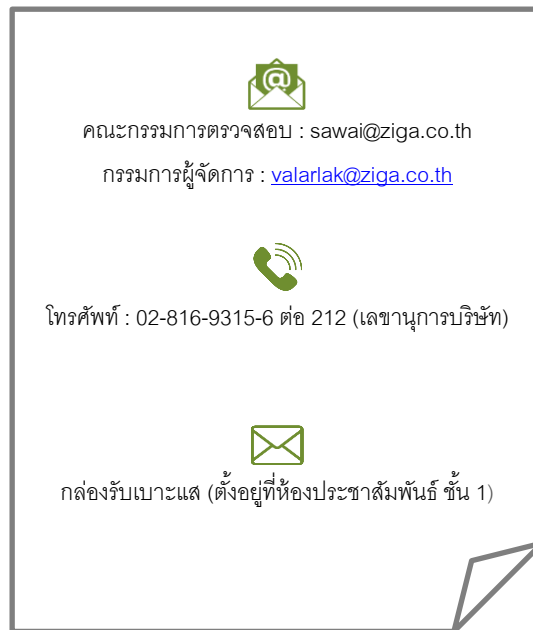 คณะกรรมการตรวจสอบ : sawai@ziga.co.th
กรรมการผู้จัดการ : valarlak@ziga.co.th
โทรศัพท์ : 02-816-9315-6 ต่อ 212 (เลขานุการบริษัท)
กล่องรับเบาะแส (ตั้งอยู่ที่ห้องประชาสัมพันธ์ ชั้น 1)